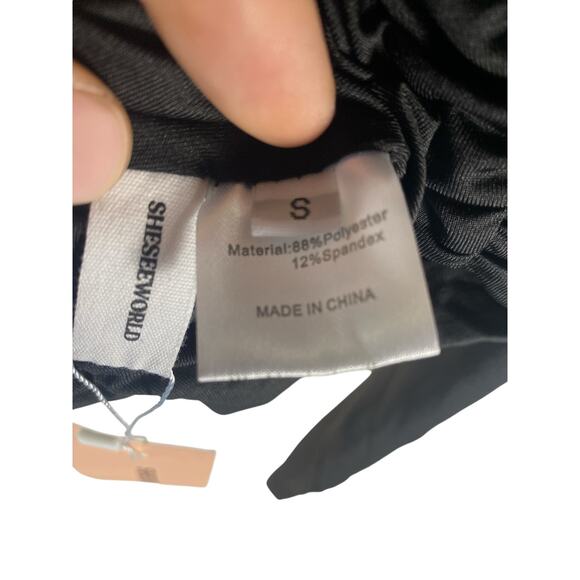 S
Material:88%Polyester
12%Spandex
MADE IN CHINA
SHESEEWORLD